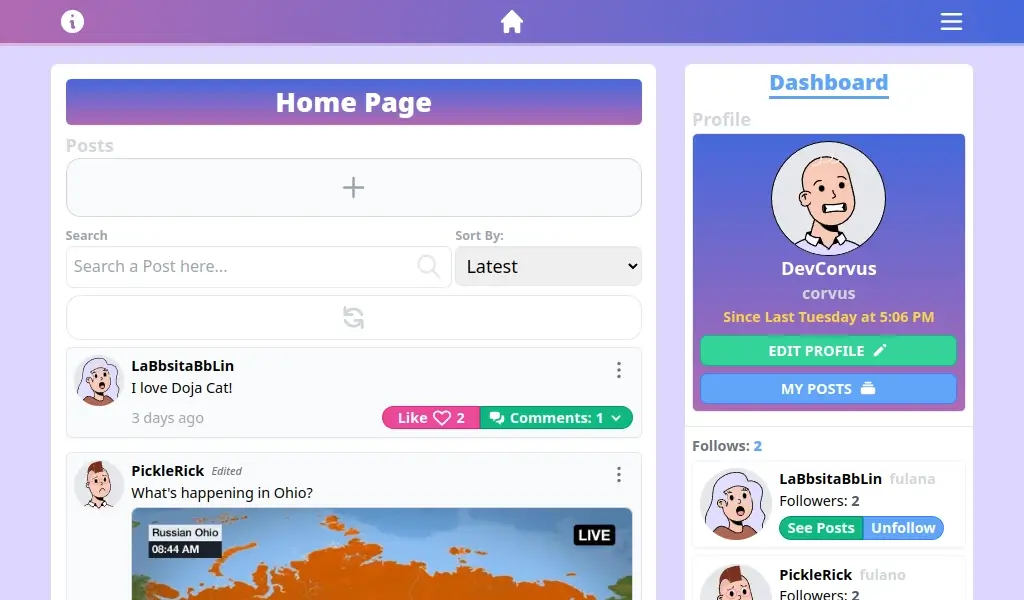 Home Page
Posts
Search
Sort By:
Search a Post here...
Latest
LaBbsitaBbLin
I love Doja Cat!
3 days ago
Like 2
Comments: 1
PickleRick Edited
What's happening in Ohio?
Russian Ohio
08:44 AM
LIVE
Dashboard
Profile
DevCorvus
corvus
Since Last Tuesday at 5:06 PM
EDIT PROFILE
MY POSTS
Follows: 2
LaBbsitaBbLin fulana
Followers: 2
See Posts Unfollow
PickleRick fulano
Followers: 2